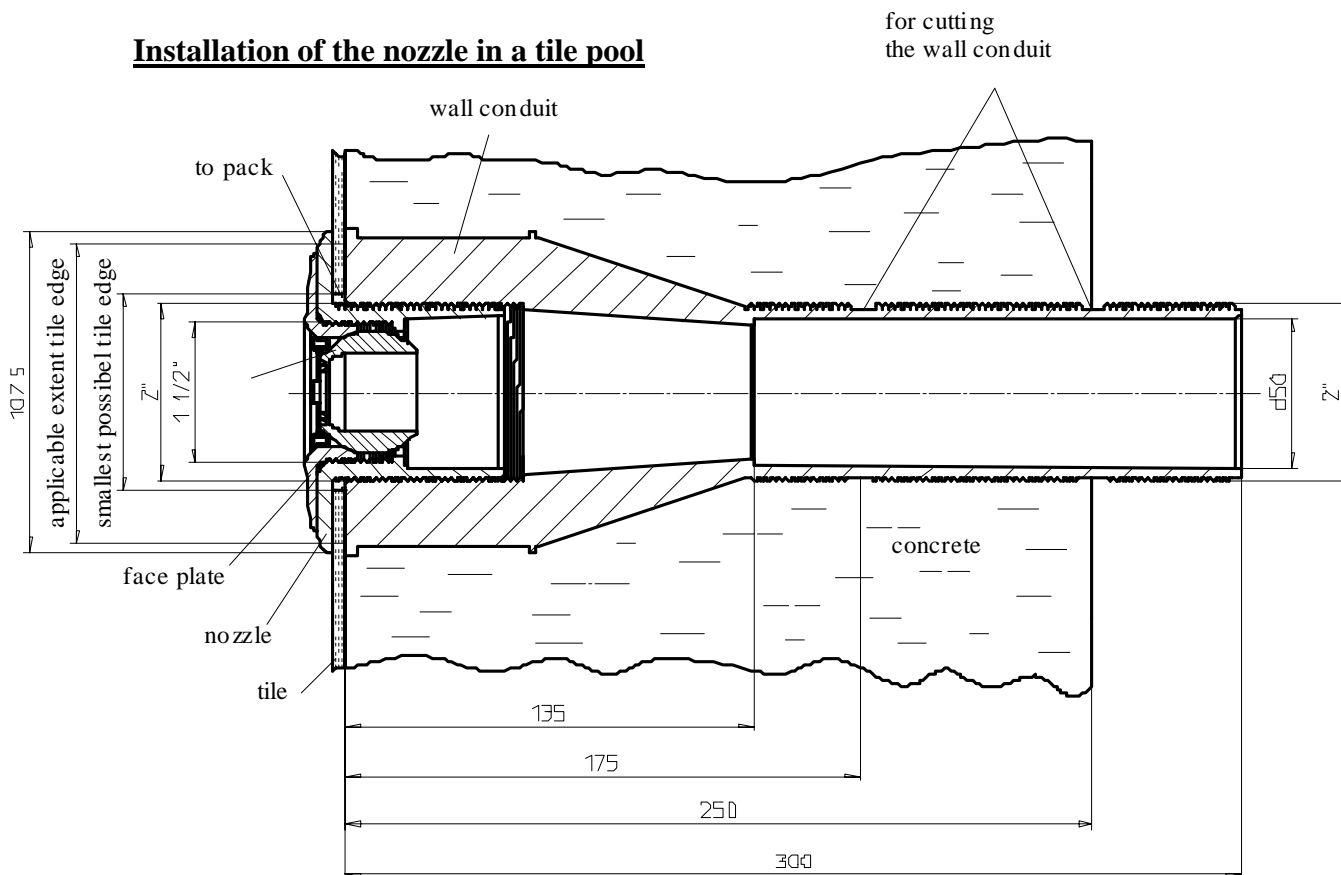 Installation of the nozzle in a tile pool
for cutting
the wall conduit
wall conduit
to pack
107,5
applicable extent tile edge
smallest possibel tile edge
2"
1 1/2"
d50
2"
concrete
face plate
nozzle
tile
135
175
250
300